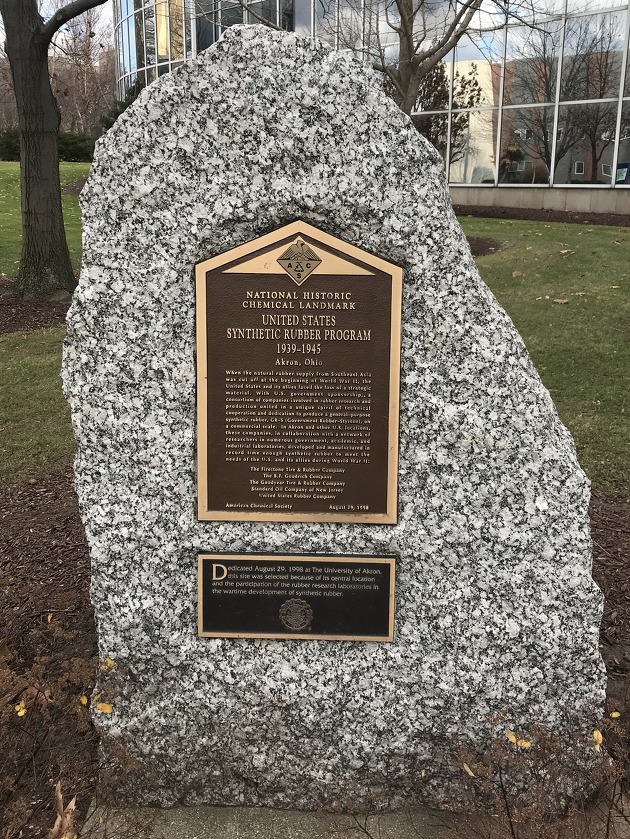 A C
S
NATIONAL HISTORIC
CHEMICAL LANDMARK
UNITED STATES
SYNTHETIC RUBBER PROGRAM
1939-1945
Akron, Ohio
When the natural rubber supply from Southeast Asia
was cut off at the beginning of World War II, the
United States and its allies faced the loss of a strategic
material. With U.S. government sponsorship, a
consortium of companies involved in rubber research and
production united in a unique spirit of technical
cooperation and dedication to produce a general-purpose
synthetic rubber, GR-S (Government Rubber-Styrene), on
a commercial scale. In Akron and other U.S. locations,
these companies, in collaboration with a network of
researchers in numerous government, academic, and
industrial laboratories, developed and manufactured in
record time enough synthetic rubber to meet the
needs of the U.S. and its allies during World War II:
The Firestone Tire & Rubber Company
The B.F. Goodrich Company
The Goodyear Tire & Rubber Company
Standard Oil Company of New Jersey
United States Rubber Company
American Chemical Society August 29, 1998
Dedicated August 29, 1998 at The University of Akron,
this site was selected because of its central location
and the participation of the rubber research laboratories in
the wartime development of synthetic rubber.